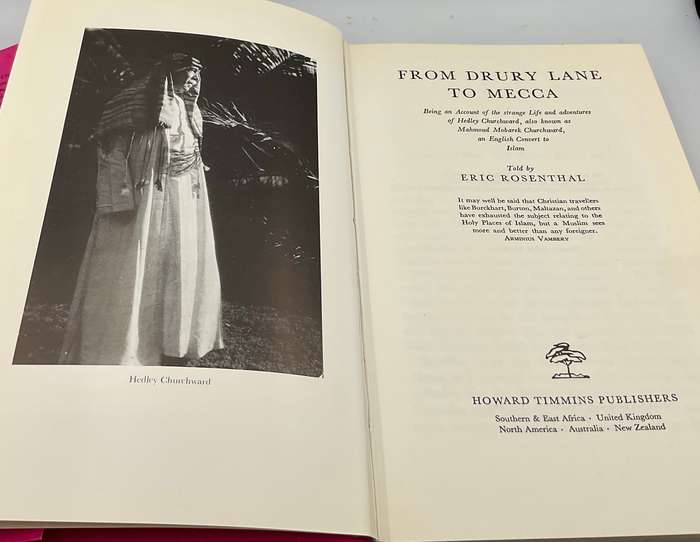 Hedley Churchward
FROM DRURY LANE
TO MECCA
Being an Account of the strange Life and adventures
of Hedley Churchward, also known as
Mahmoud Mobarek Churchward,
an English Convert to
Islam
Told by
ERIC ROSENTHAL
It may well be said that Christian travellers
like Burckhart, Burton, Maltazan, and others
have exhausted the subject relating to the
Holy Places of Islam, but a Muslim sees
more and better than any foreigner.
ARMINIUS VAMBERY
HOWARD TIMMINS PUBLISHERS
Southern & East Africa · United Kingdom
North America · Australia · New Zealand